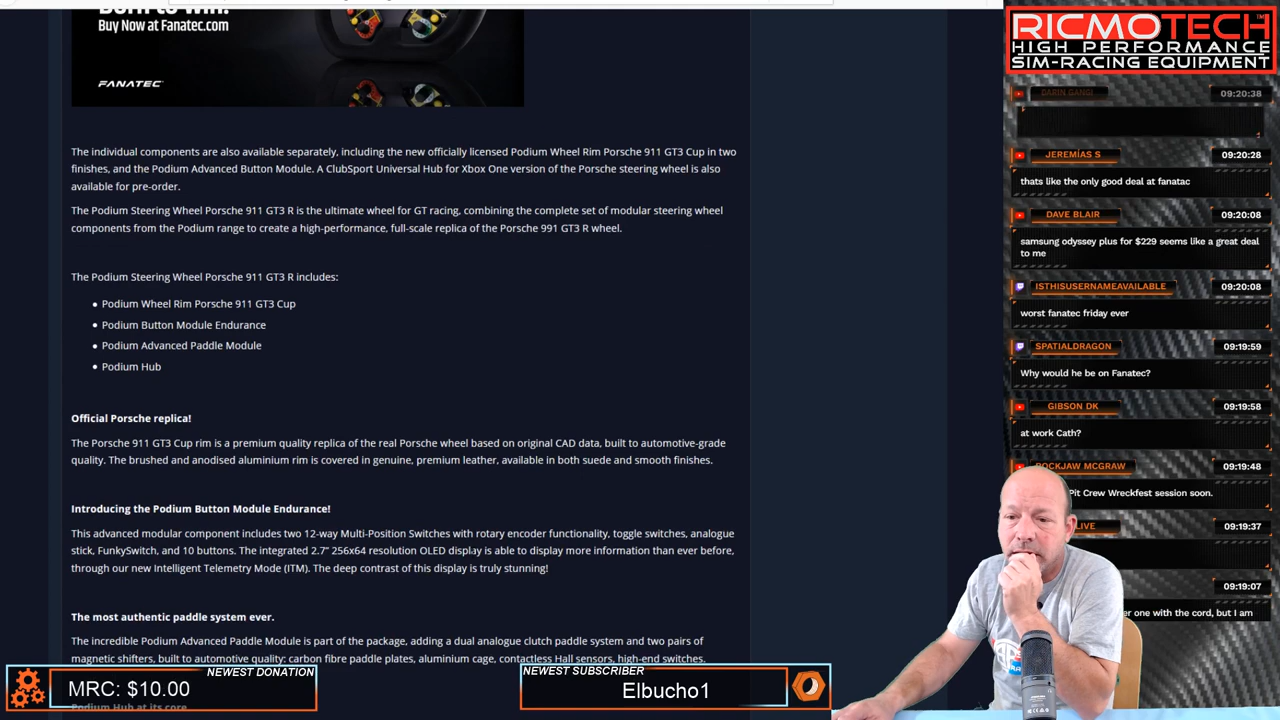 Buy Now at Fanatec.com
FANATEC
The individual components are also available separately, including the new officially licensed Podium Wheel Rim Porsche 911 GT3 Cup in two
finishes, and the Podium Advanced Button Module. A ClubSport Universal Hub for Xbox One version of the Porsche steering wheel is also
available for pre-order.
The Podium Steering Wheel Porsche 911 GT3 R is the ultimate wheel for GT racing, combining the complete set of modular steering wheel
components from the Podium range to create a high-performance, full-scale replica of the Porsche 991 GT3 R wheel.
The Podium Steering Wheel Porsche 911 GT3 R includes:
Podium Wheel Rim Porsche 911 GT3 Cup
Podium Button Module Endurance
Podium Advanced Paddle Module
Podium Hub
Official Porsche replica!
The Porsche 911 GT3 Cup rim is a premium quality replica of the real Porsche wheel based on original CAD data, built to automotive-grade
quality. The brushed and anodised aluminium rim is covered in genuine, premium leather, available in both suede and smooth finishes.
Introducing the Podium Button Module Endurance!
This advanced modular component includes two 12-way Multi-Position Switches with rotary encoder functionality, toggle switches, analogue
stick, FunkySwitch, and 10 buttons. The integrated 2.7" 256x64 resolution OLED display is able to display more information than ever before,
through our new Intelligent Telemetry Mode (ITM). The deep contrast of this display is truly stunning!
The most authentic paddle system ever.
The incredible Podium Advanced Paddle Module is part of the package, adding a dual analogue clutch paddle system and two pairs of
magnetic shifters, built to automotive quality: carbon fibre paddle plates, aluminium cage, contactless Hall sensors, high-end switches.
Podium Hub at its core.
NEWEST DONATION
MRC: $10.00
NEWEST SUBSCRIBER
Elbucho1
RICMOTECH
HIGH PERFORMANCE
SIM-RACING EQUIPMENT
DARIN GANGI 09:20:38
JEREMÍAS S 09:20:28
thats like the only good deal at fanatac
DAVE BLAIR 09:20:08
samsung odyssey plus for $229 seems like a great deal
to me
ISTHISUSERNAMEAVAILABLE 09:20:08
worst fanatec friday ever
SPATIALDRAGON 09:19:59
Why would he be on Fanatec?
GIBSON DK 09:19:58
at work Cath?
ROCKJAW MCGRAW 09:19:48
Pit Crew Wreckfest session soon.
LIVE 09:19:37
09:19:07
one with the cord, but I am